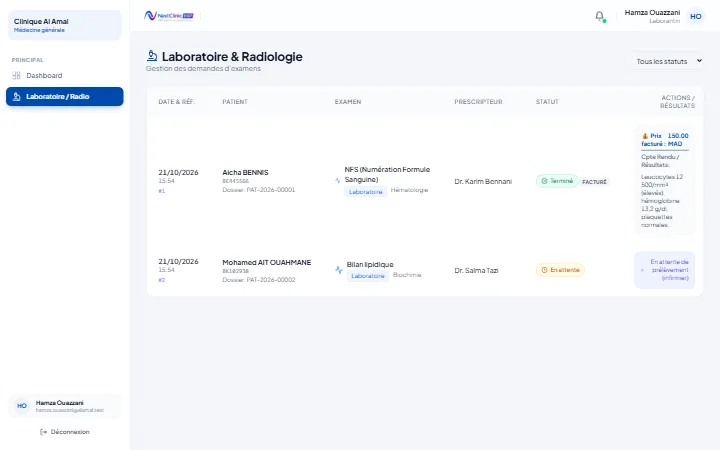 Clinique Al Amal
Médecine générale
NextClinic
Hamza Ouazzani
Laborantin
HO
PRINCIPAL
Dashboard
Laboratoire / Radio
Laboratoire & Radiologie
Gestion des demandes d'examens
Tous les statuts
DATE & RÉF.
PATIENT
EXAMEN
PRESCRIPTEUR
STATUT
ACTIONS /
RÉSULTATS
21/10/2026
15:54
#1
Aicha BENNIS
BE445566
Dossier: PAT-2026-00001
NFS (Numération Formule
Sanguine)
Laboratoire Hématologie
Dr. Karim Bennani
Terminé FACTURÉ
Prix 150.00
facturé : MAD
Cpte Rendu /
Résultats:
Leucocytes 12
500/mm³
(élevés).
hémoglobine
13,2 g/dl.
plaquettes
normales.
21/10/2026
15:54
#2
Mohamed AIT OUAHMANE
BK102938
Dossier: PAT-2026-00002
Bilan lipidique
Laboratoire Biochimie
Dr. Salma Tazi
En attente
En attente de
prélèvement
(infirmier)
HO
Hamza Ouazzani
Déconnexion